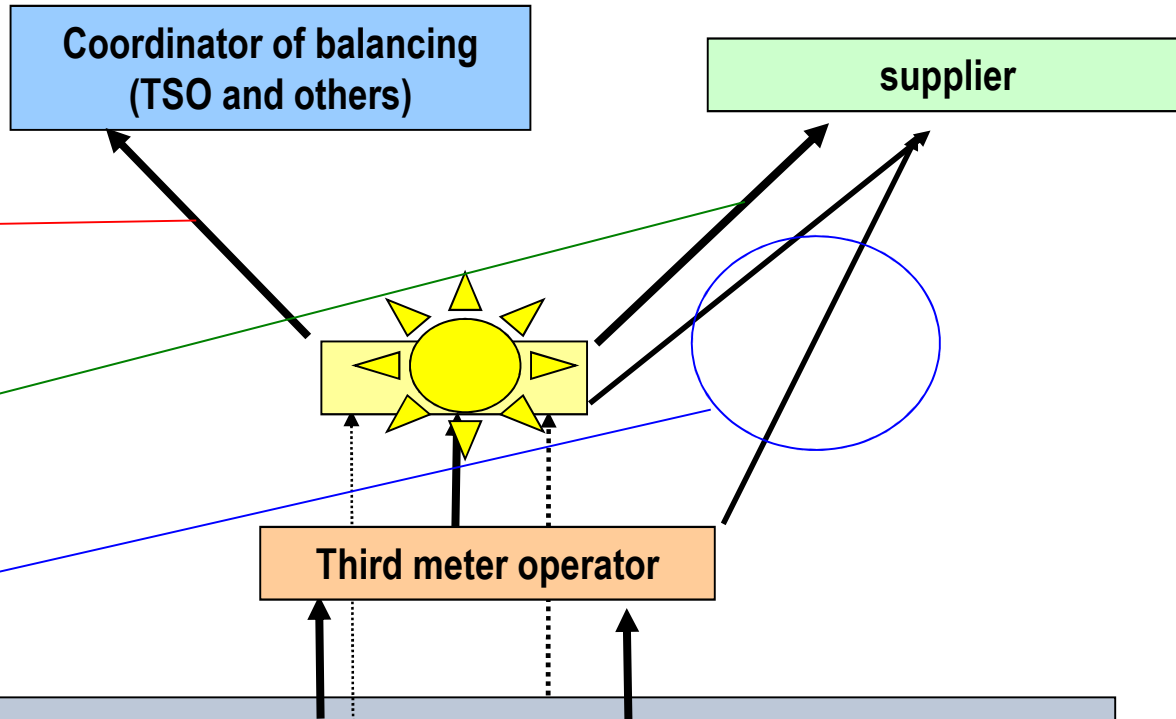 Coordinator of balancing
(TSO and others)
supplier
Third meter operator